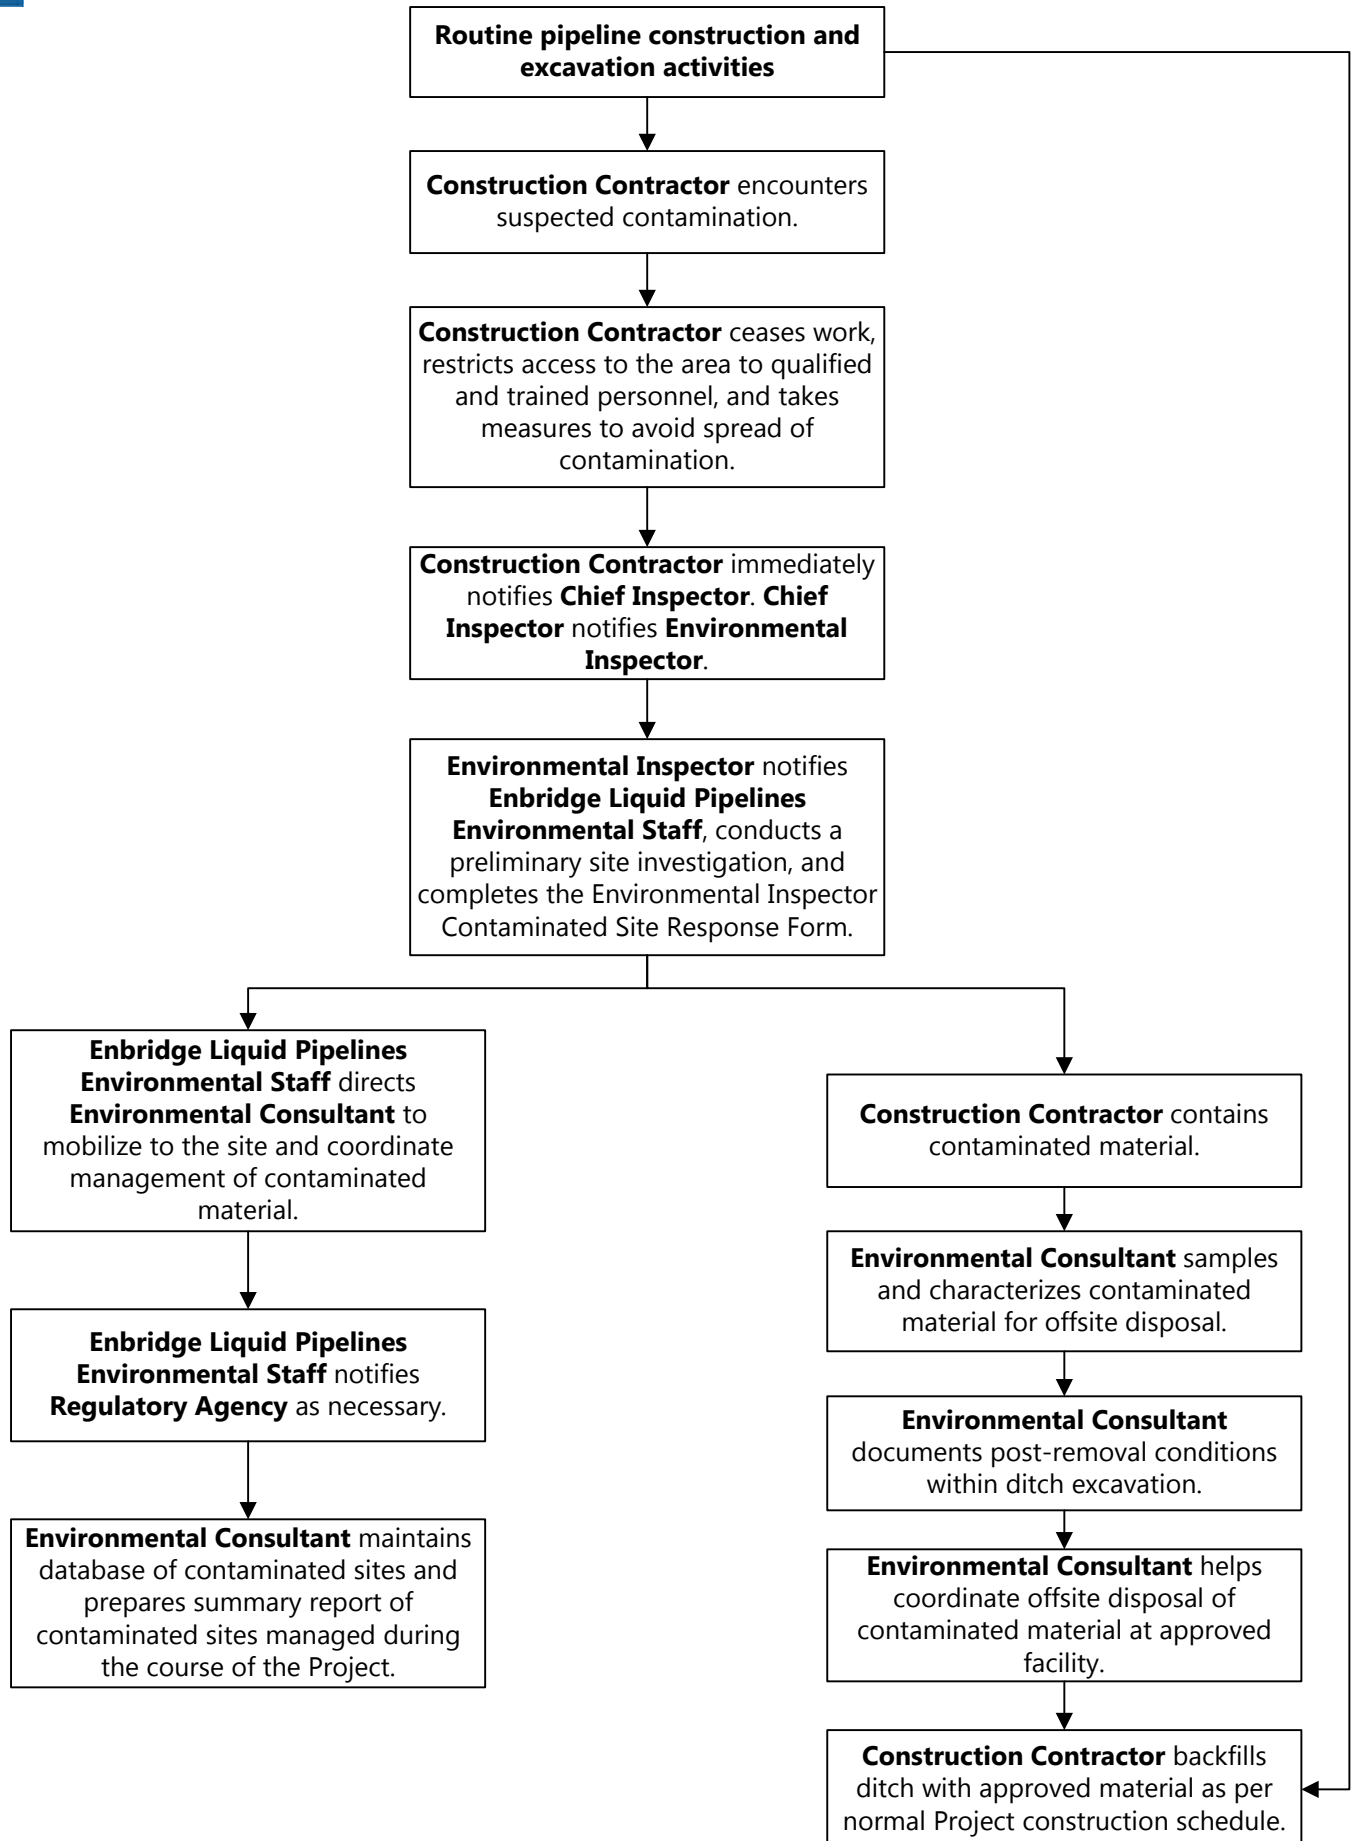 Routine pipeline construction and
excavation activities
Construction Contractor encounters
suspected contamination.
Construction Contractor ceases work,
restricts access to the area to qualified
and trained personnel, and takes
measures to avoid spread of
contamination.
Construction Contractor immediately
notifies Chief Inspector. Chief
Inspector notifies Environmental
Inspector.
Environmental Inspector notifies
Enbridge Liquid Pipelines
Environmental Staff, conducts a
preliminary site investigation, and
completes the Environmental Inspector
Contaminated Site Response Form.
Enbridge Liquid Pipelines
Environmental Staff directs
Environmental Consultant to
mobilize to the site and coordinate
management of contaminated
material.
Enbridge Liquid Pipelines
Environmental Staff notifies
Regulatory Agency as necessary.
Environmental Consultant maintains
database of contaminated sites and
prepares summary report of
contaminated sites managed during
the course of the Project.
Construction Contractor contains
contaminated material.
Environmental Consultant samples
and characterizes contaminated
material for offsite disposal.
Environmental Consultant
documents post-removal conditions
within ditch excavation.
Environmental Consultant helps
coordinate offsite disposal of
contaminated material at approved
facility.
Construction Contractor backfills
ditch with approved material as per
normal Project construction schedule.